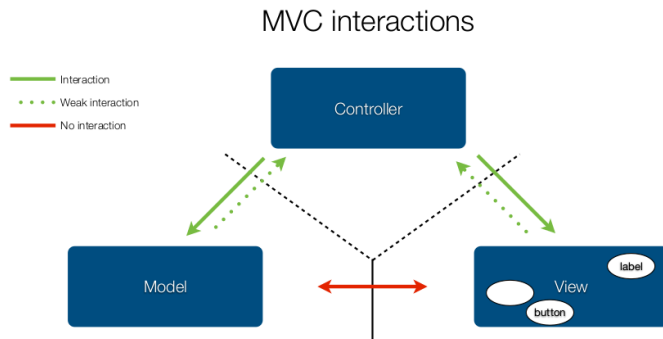 MVC interactions
Interaction
Weak interaction
No interaction
Controller
Model
View
label
button